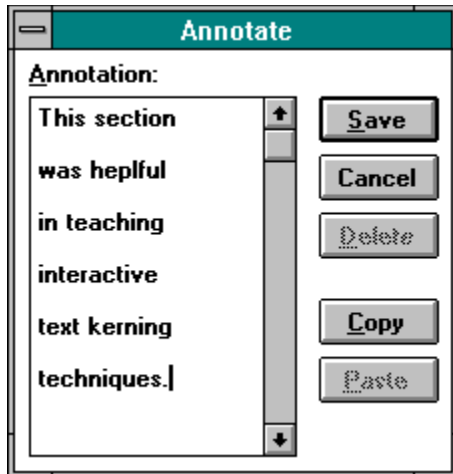 Annotate
Annotation:
This section
was heplful
in teaching
interactive
text kerning
techniques.
Save
Cancel
Delete
Copy
Paste